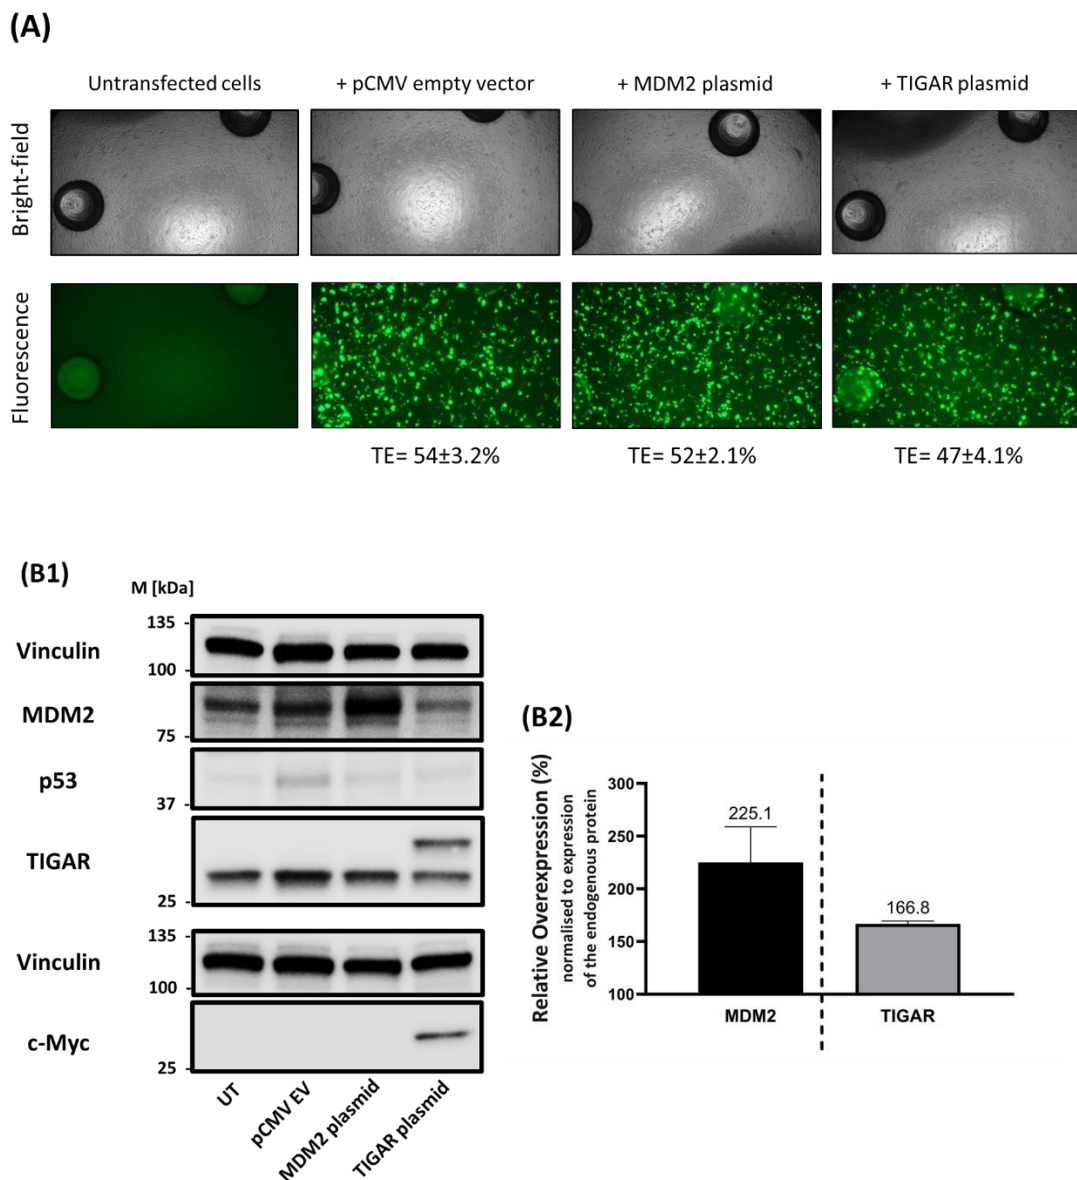 (A)
Untransfected cells
+ pCMV empty vector
+ MDM2 plasmid
+ TIGAR plasmid
Bright-field
Fluorescence
TE= 54±3.2%
TE= 52±2.1%
TE= 47±4.1%
(B1)
M [kDa]
135 -
Vinculin
100 -
MDM2
75 -
p53
37 -
TIGAR
25 -
135 -
Vinculin
100 -
c-Myc
25 -
UT
pCMV EV
MDM2 plasmid
TIGAR plasmid
(B2)
Relative Overexpression (%)
normalised to expression
of the endogenous protein
300
250
200
150
100
225.1
166.8
MDM2
TIGAR